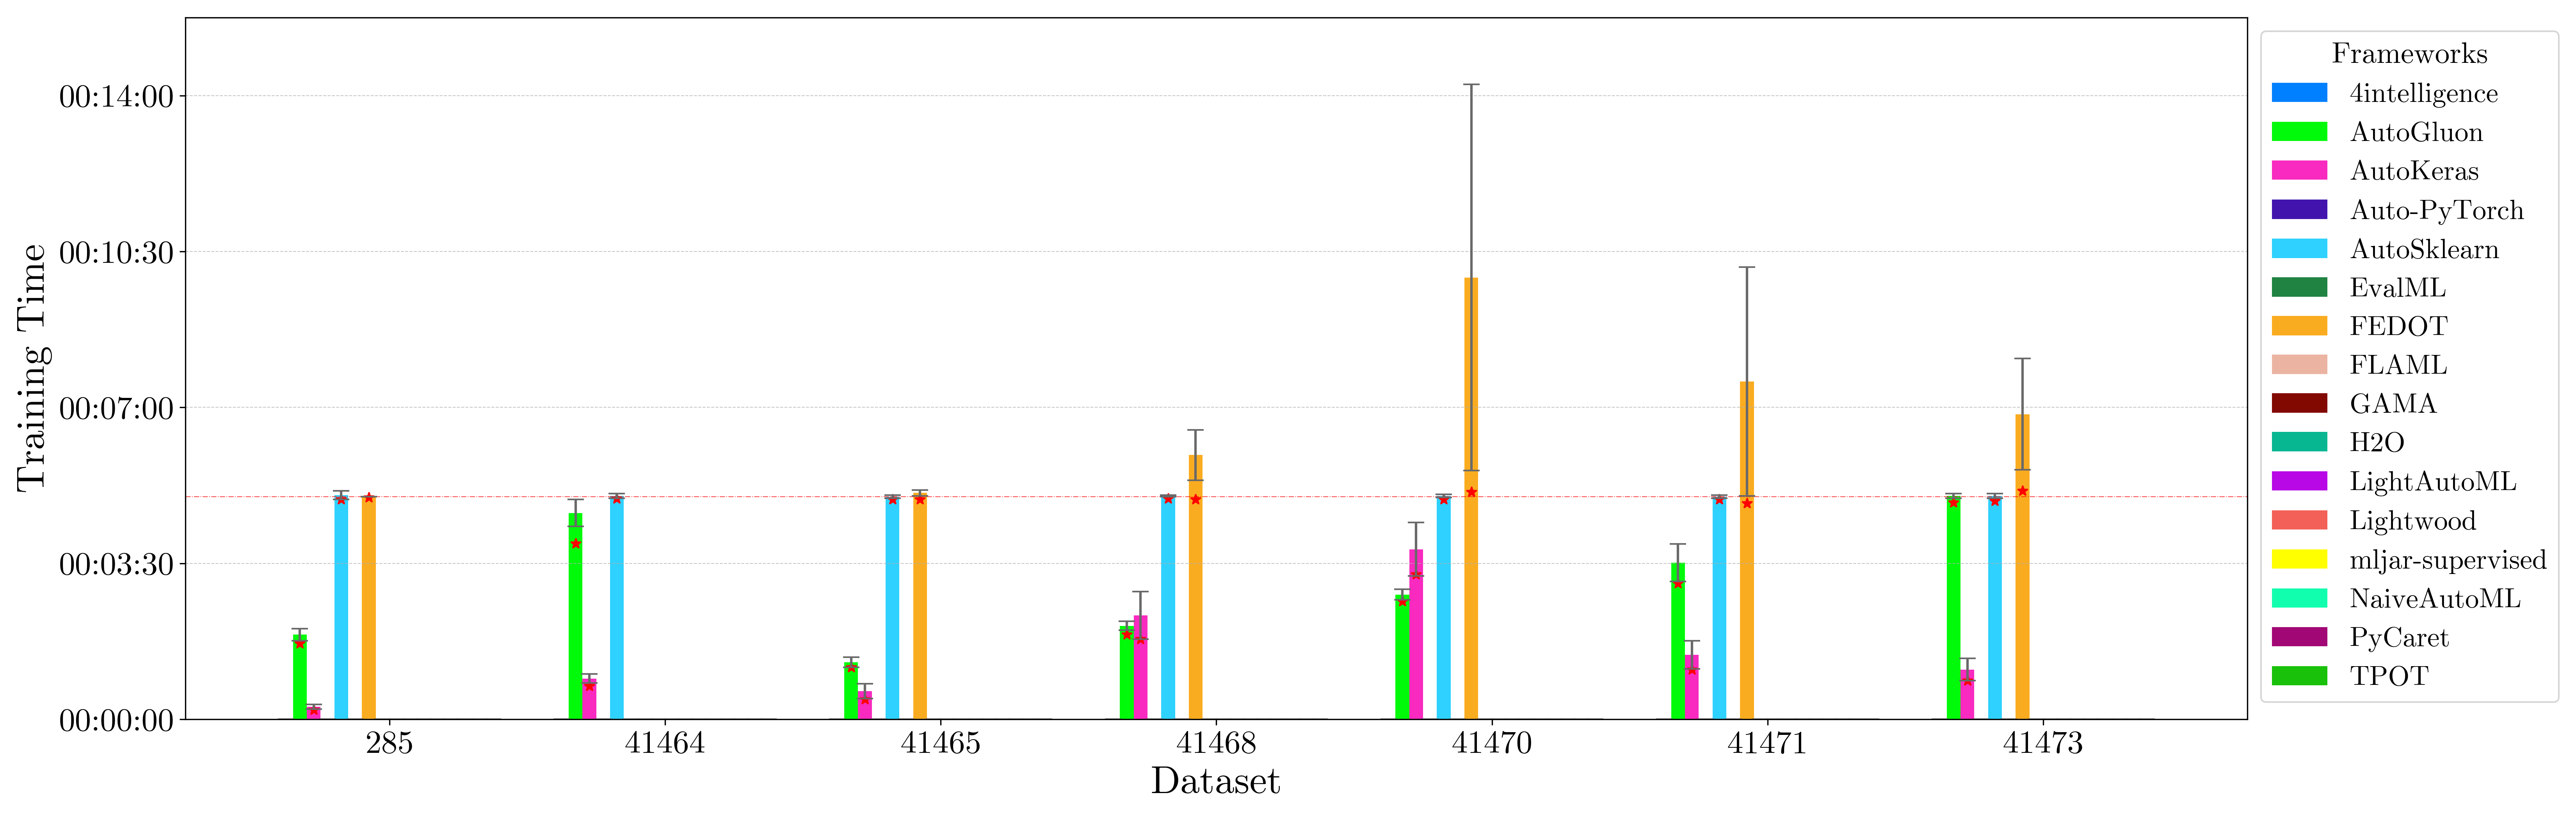 Training Time
00:14:00
00:10:30
00:07:00
00:03:30
00:00:00
285
41464
41465
41468
41470
41471
41473
Dataset
Frameworks
4intelligence
AutoGluon
AutoKeras
Auto-PyTorch
AutoSklearn
EvalML
FEDOT
FLAML
GAMA
H2O
LightAutoML
Lightwood
mljar-supervised
NaiveAutoML
PyCaret
TPOT